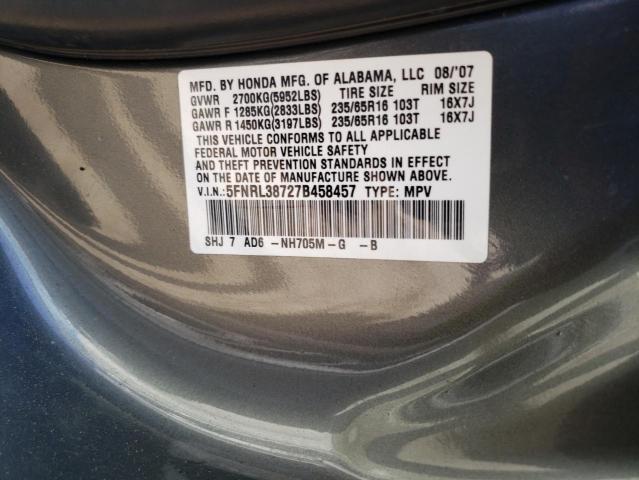 MFD. BY HONDA MFG. OF ALABAMA, LLC 08/'07
GVWR 2700KG(5952LBS) TIRE SIZE RIM SIZE
GAWR F 1285KG(2833LBS) 235/65R16 103T 16X7J
GAWR R 1450KG(3197LBS) 235/65R16 103T 16X7J
THIS VEHICLE CONFORMS TO ALL APPLICABLE
FEDERAL MOTOR VEHICLE SAFETY
AND THEFT PREVENTION STANDARDS IN EFFECT
ON THE DATE OF MANUFACTURE SHOWN ABOVE.
V.I.N.:5FNRL38727B458457 TYPE: MPV
SHJ 7 AD6 -NH705M-G -B